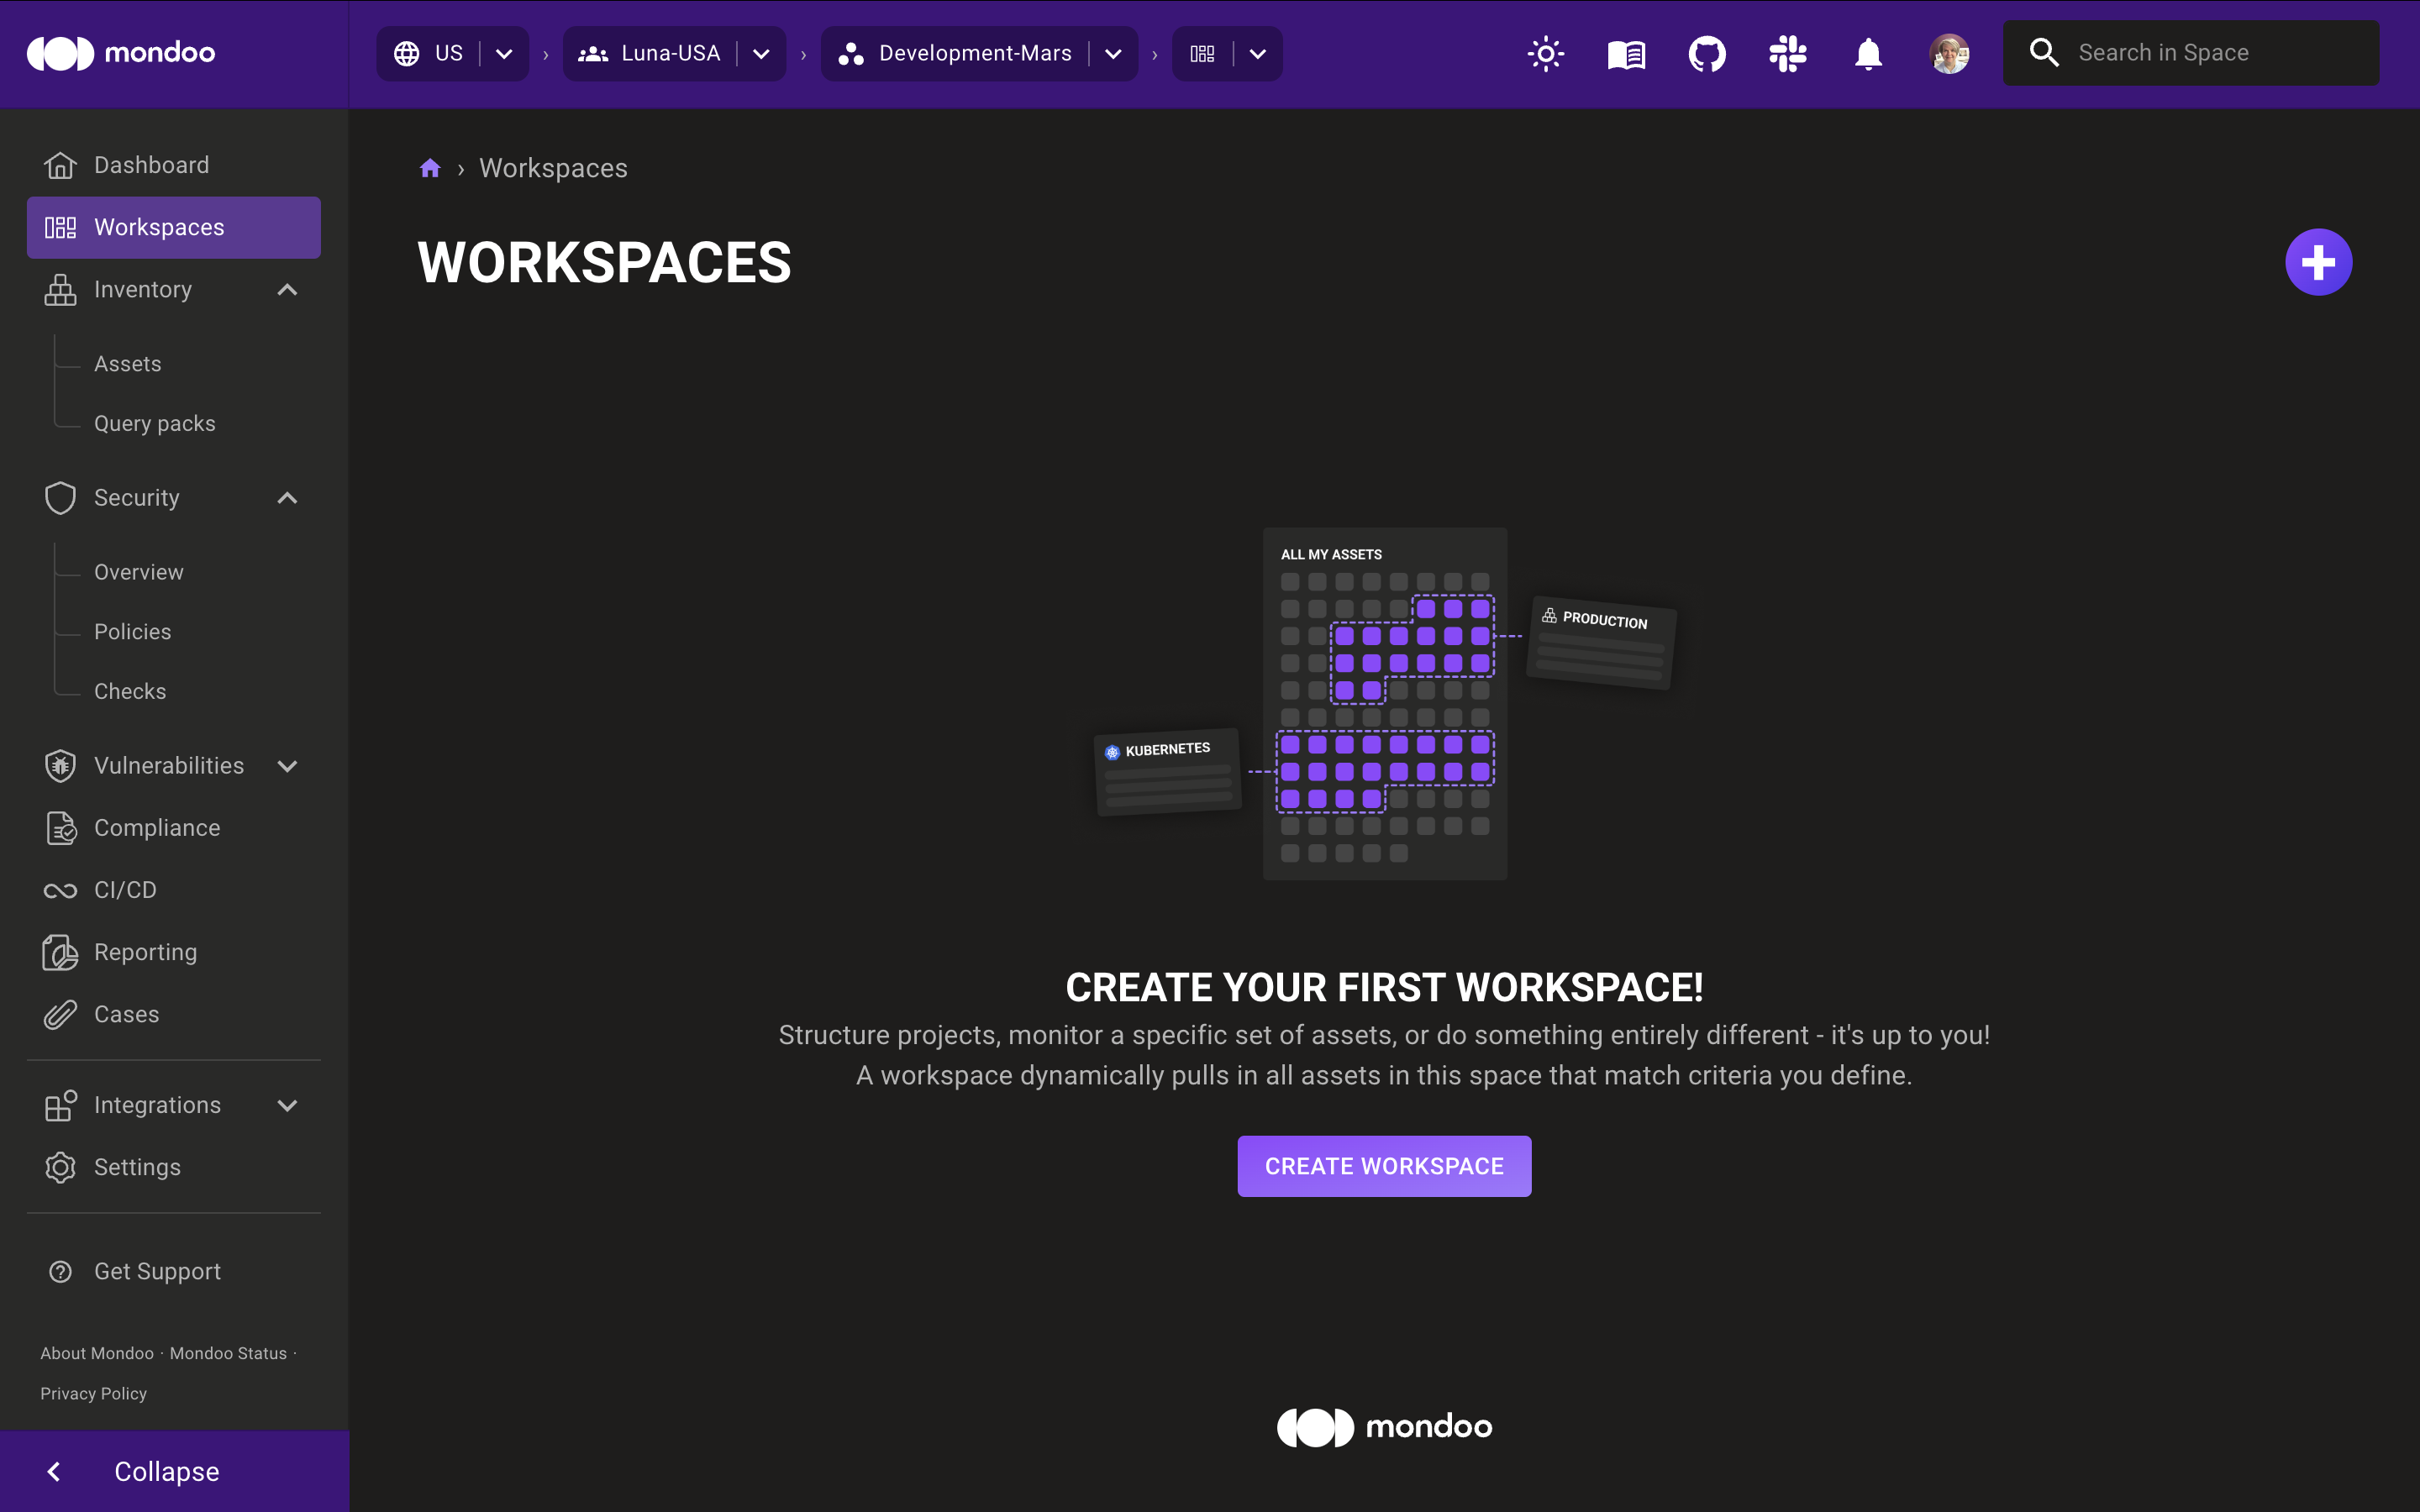 mondoo
US
Luna-USA
Development-Mars
Search in Space
Dashboard
Workspaces
Inventory
Assets
Query packs
Security
Overview
Policies
Checks
Vulnerabilities
Compliance
CI/CD
Reporting
Cases
Integrations
Settings
Get Support
About Mondoo · Mondoo Status ·
Privacy Policy
Collapse
› Workspaces
WORKSPACES
ALL MY ASSETS
PRODUCTION
KUBERNETES
CREATE YOUR FIRST WORKSPACE!
Structure projects, monitor a specific set of assets, or do something entirely different - it's up to you!
A workspace dynamically pulls in all assets in this space that match criteria you define.
CREATE WORKSPACE
mondoo